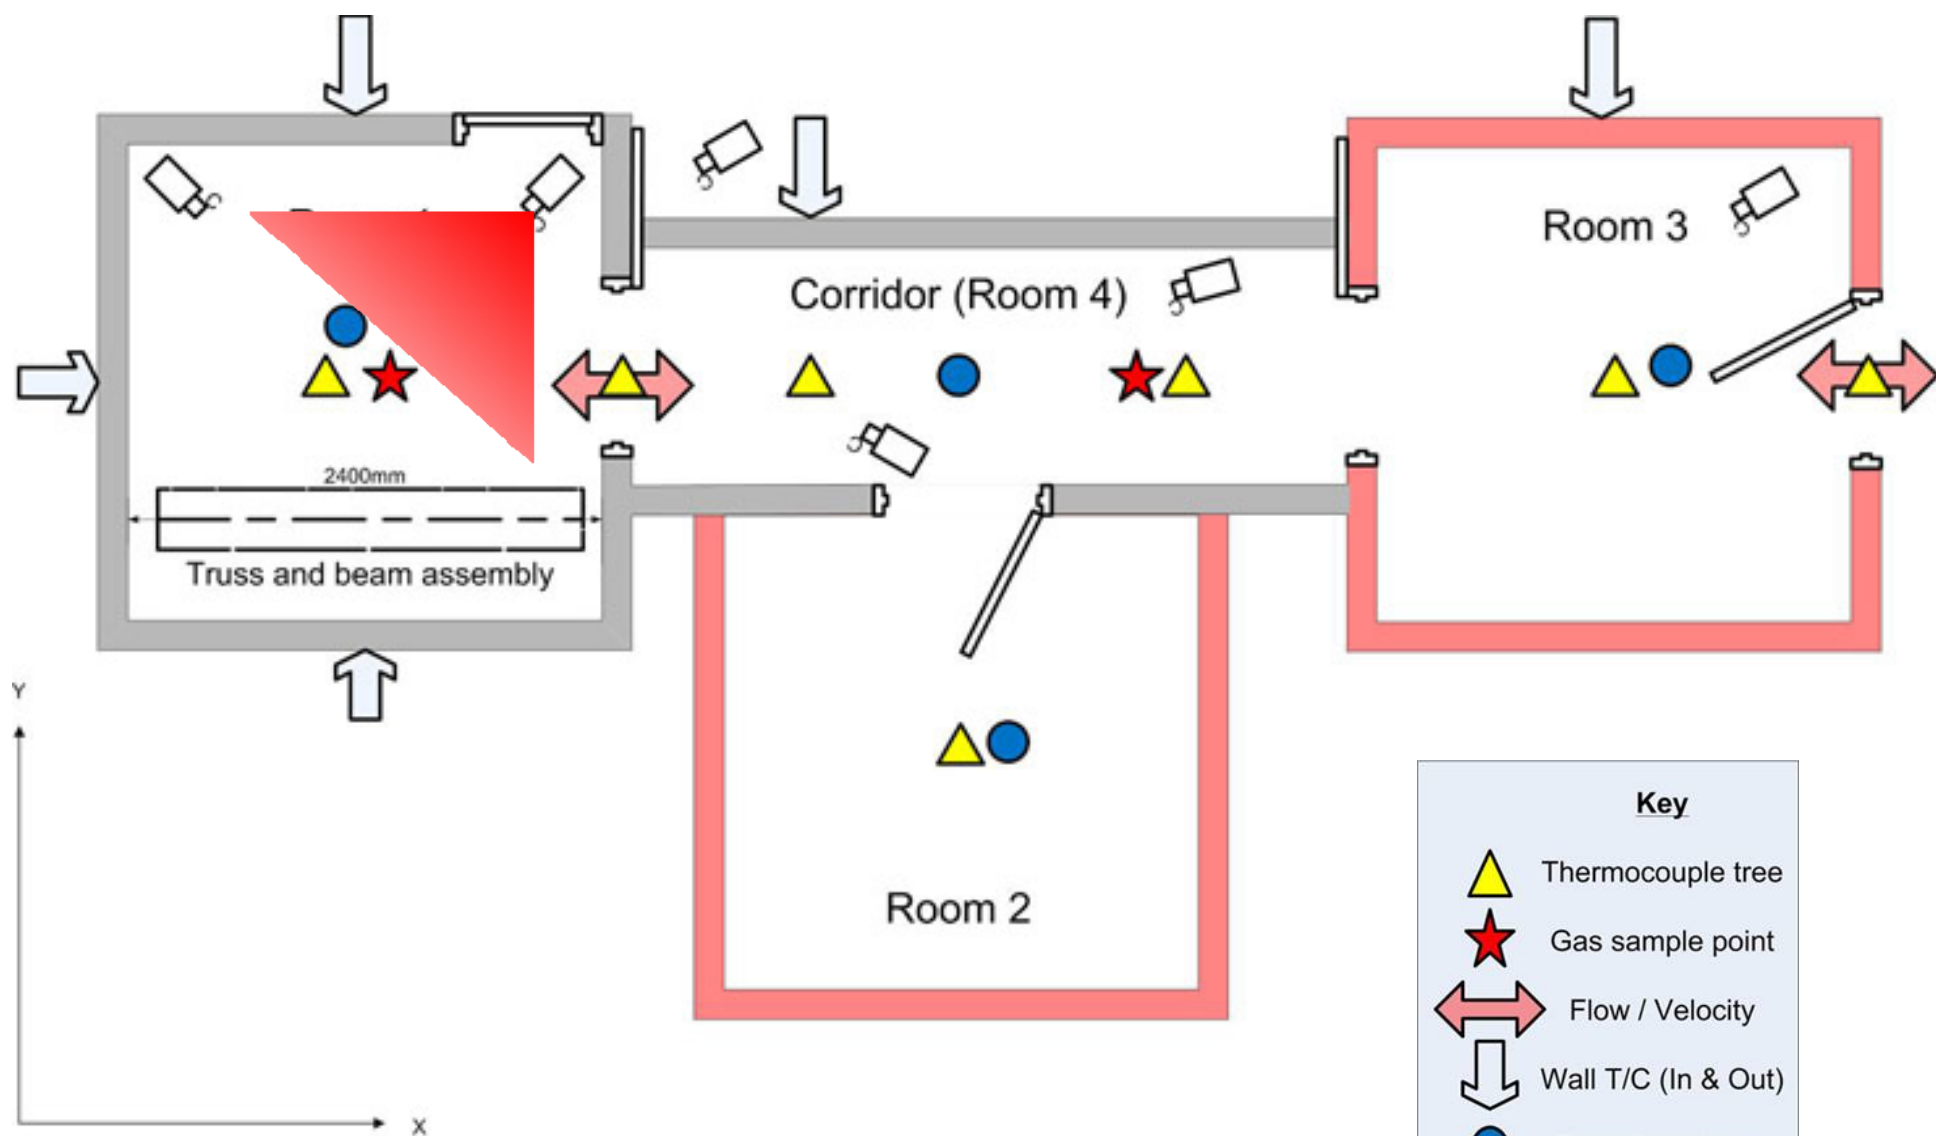 Room 3
Corridor (Room 4)
2400mm
Truss and beam assembly
Y
Room 2
Key
Thermocouple tree
Gas sample point
Flow / Velocity
Wall T/C (In & Out)
X